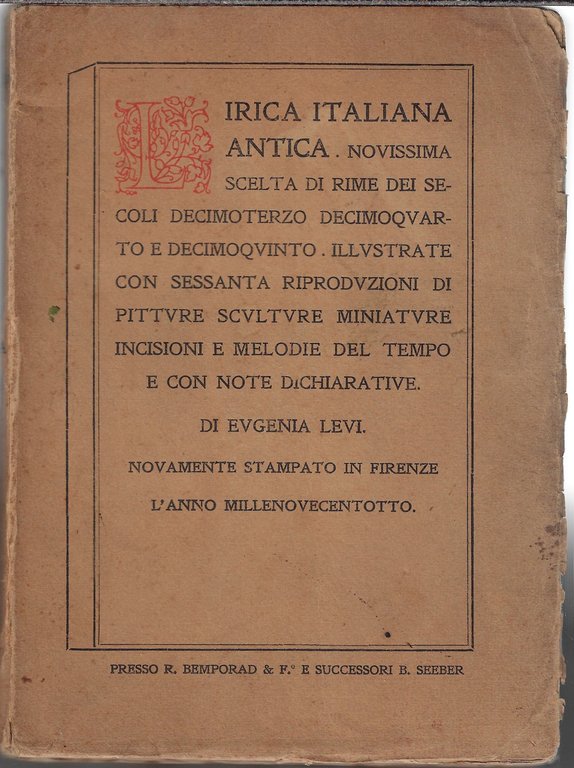 LIRICA ITALIANA
ANTICA . NOVISSIMA
SCELTA DI RIME DEI SE-
COLI DECIMOTERZO DECIMOQVAR-
TO E DECIMOQVINTO . ILLVSTRATE
CON SESSANTA RIPRODVZIONI DI
PITTVRE SCVLTVRE MINIATVRE
INCISIONI E MELODIE DEL TEMPO
E CON NOTE DICHIARATIVE.
DI EVGENIA LEVI.
NOVAMENTE STAMPATO IN FIRENZE
L'ANNO MILLENOVECENTOTTO.
PRESSO R. BEMPORAD & F.º E SUCCESSORI B. SEEBER